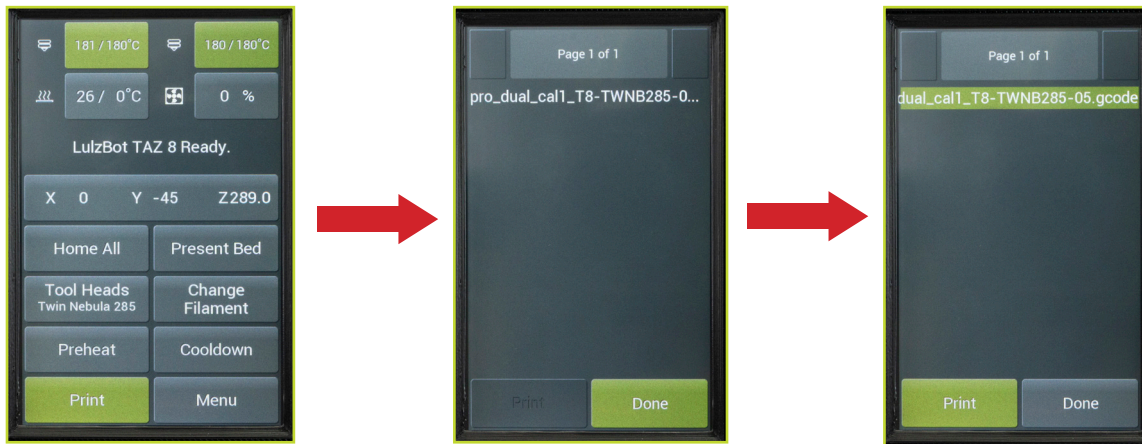 181 / 180°C 180 / 180°C
26 / 0°C 0 %
LulzBot TAZ 8 Ready.
X 0 Y -45 Z289.0
Home All Present Bed
Tool Heads
Twin Nebula 285
Change
Filament
Preheat Cooldown
Print Menu
Page 1 of 1
pro_dual_cal1_T8-TWNB285-0...
Print Done
Page 1 of 1
dual_cal1_T8-TWNB285-05.gcode
Print Done